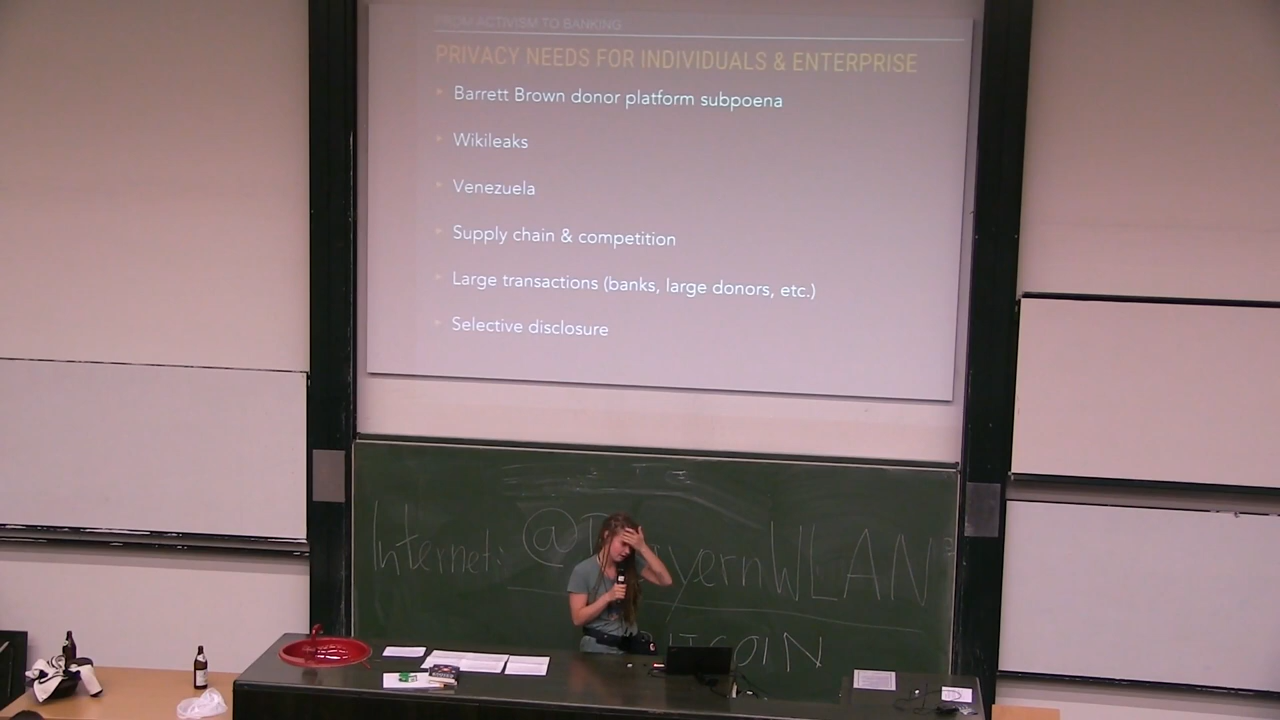 FROM ACTIVISM TO BANKING
PRIVACY NEEDS FOR INDIVIDUALS & ENTERPRISE
Barrett Brown donor platform subpoena
Wikileaks
Venezuela
Supply chain & competition
Large transactions (banks, large donors, etc.)
Selective disclosure
Internet: @ yernWLAN
ITCOIN